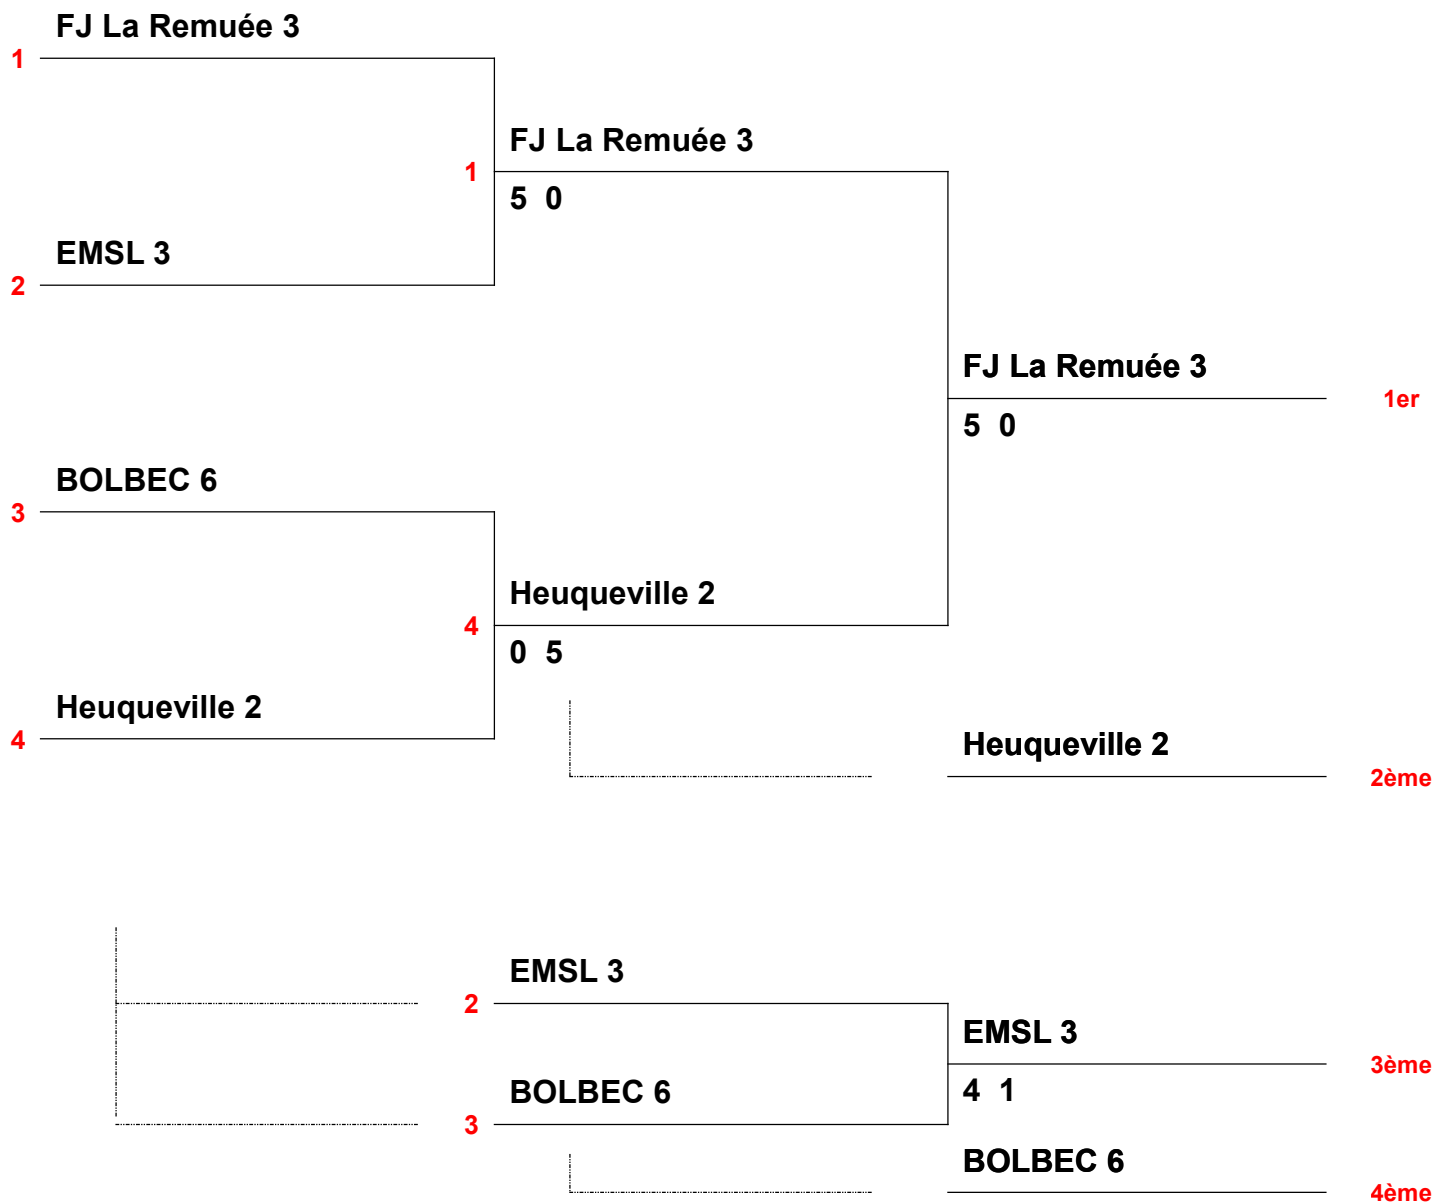 FJ La Remuée 3
1
FJ La Remuée 3
1
5 0
EMSL 3
2
FJ La Remuée 3
1er
5 0
BOLBEC 6
3
Heuqueville 2
4
0 5
Heuqueville 2
4
Heuqueville 2
2ème
EMSL 3
2
EMSL 3
3ème
4 1
BOLBEC 6
3
BOLBEC 6
4ème